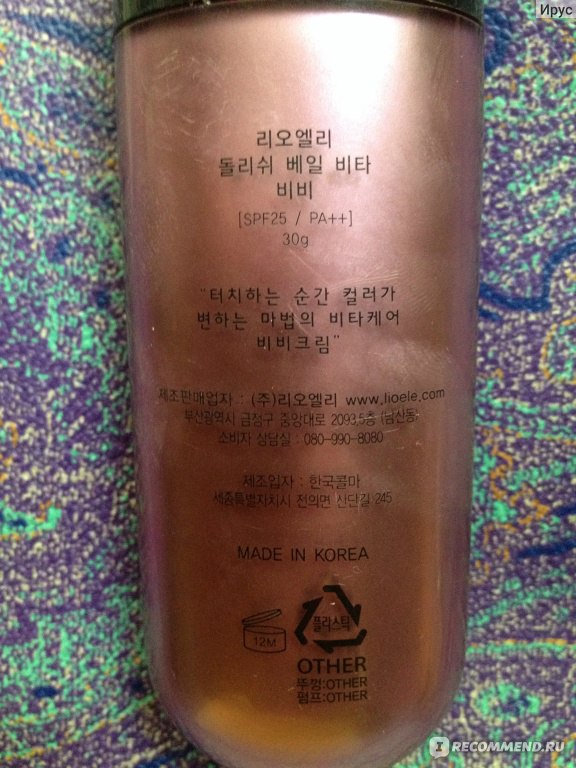 Ирус
리오엘리
돌리쉬 베일 비타
비비
[SPF25 / PA++]
30g
"터치하는 순간 컬러가
변하는 마법의 비타케어
비비크림"
제조판매업자 : (주)리오엘리 www.lioele.com
부산광역시 금정구 중앙대로 2093,5층 (남산동)
소비자 상담실 : 080-990-8080
제조업자 : 한국콜마
세종특별자치시 전의면 산단길 245
MADE IN KOREA
12M
플라스틱
OTHER
뚜껑:OTHER
펌프:OTHER
I RECOMMEND.RU